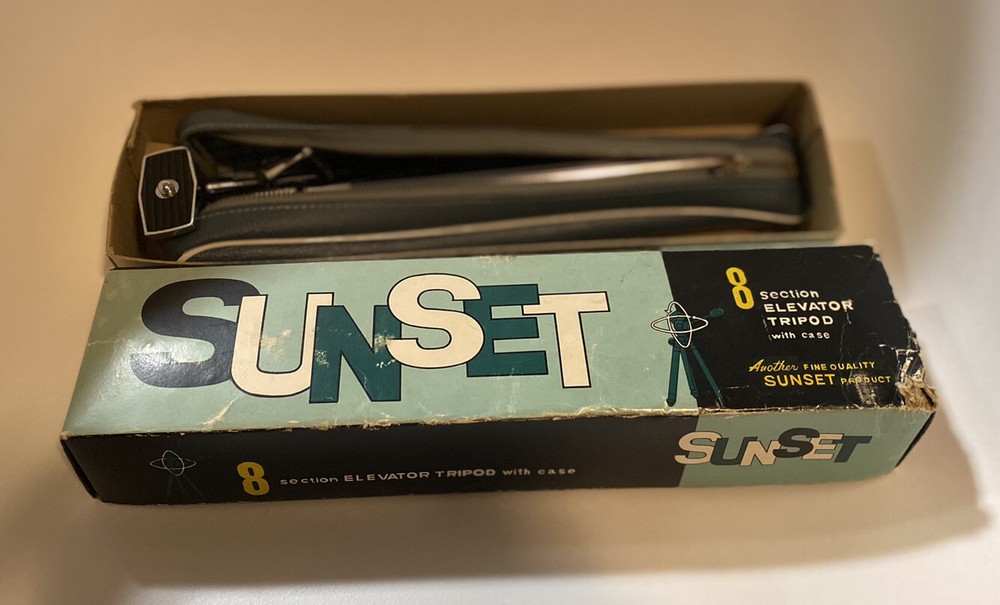 SUNSET
8 section
ELEVATOR
TRIPOD
with case
Another FINE QUALITY
SUNSET PRODUCT
8 section ELEVATOR TRIPOD with case
SUNSET